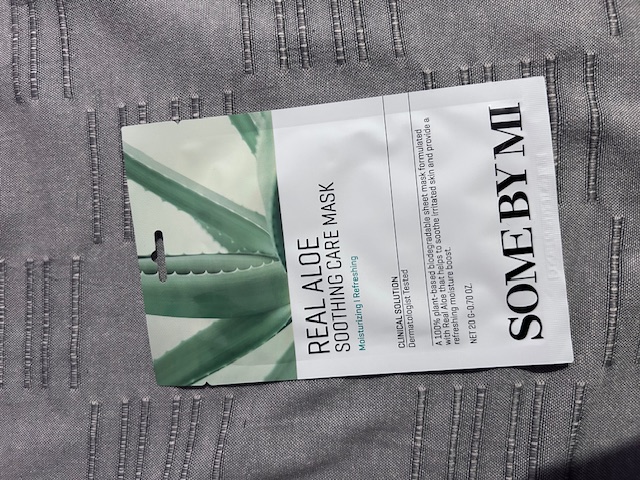 REAL ALOE
SOOTHING CARE MASK
Moisturizing | Refreshing
CLINICAL SOLUTION
Dermatologist Tested
A 100% plant-based biodegradable sheet mask formulated
with Real Aloe that helps to soothe irritated skin and provide a
refreshing moisture boost.
NET 20 G-0.70 OZ.
SOME BY MI